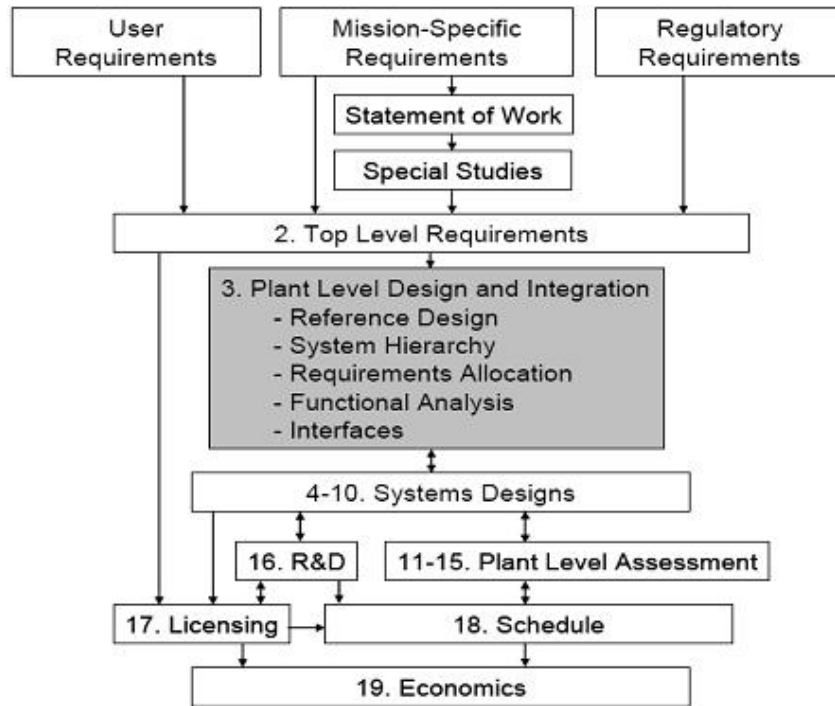 User
Requirements
Mission-Specific
Requirements
Regulatory
Requirements
Statement of Work
Special Studies
2. Top Level Requirements
3. Plant Level Design and Integration
- Reference Design
- System Hierarchy
- Requirements Allocation
- Functional Analysis
- Interfaces
4-10. Systems Designs
16. R&D
11-15. Plant Level Assessment
17. Licensing
18. Schedule
19. Economics